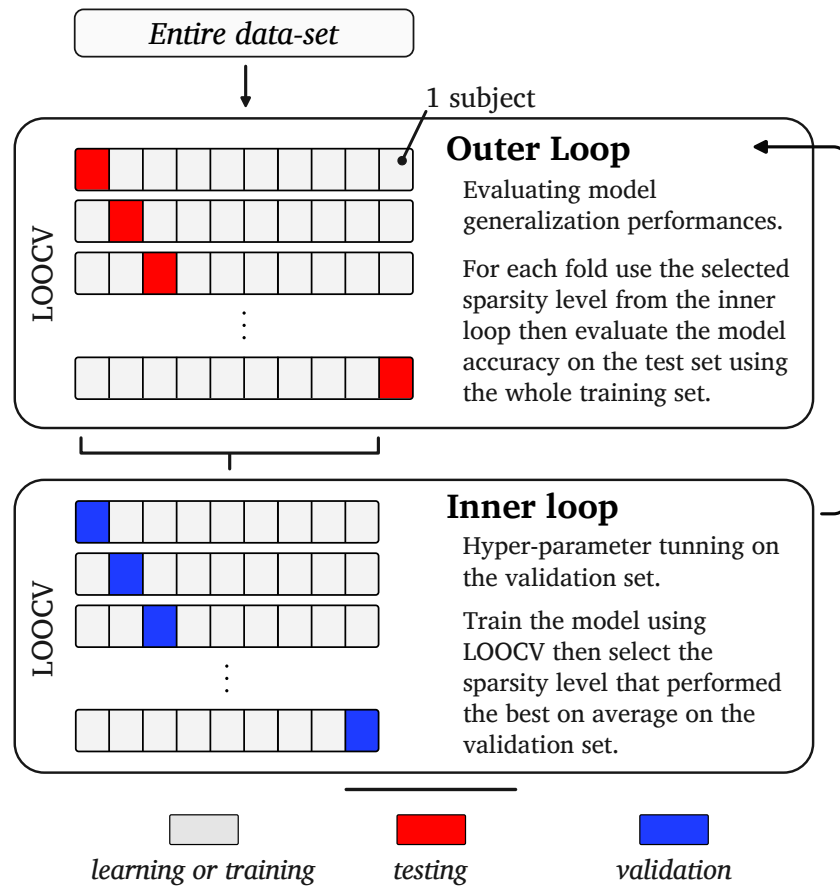 Entire data-set
1 subject
LOOCV
Outer Loop
Evaluating model
generalization performances.
For each fold use the selected
sparsity level from the inner
loop then evaluate the model
accuracy on the test set using
the whole training set.
LOOCV
Inner loop
Hyper-parameter tunning on
the validation set.
Train the model using
LOOCV then select the
sparsity level that performed
the best on average on the
validation set.
learning or training
testing
validation